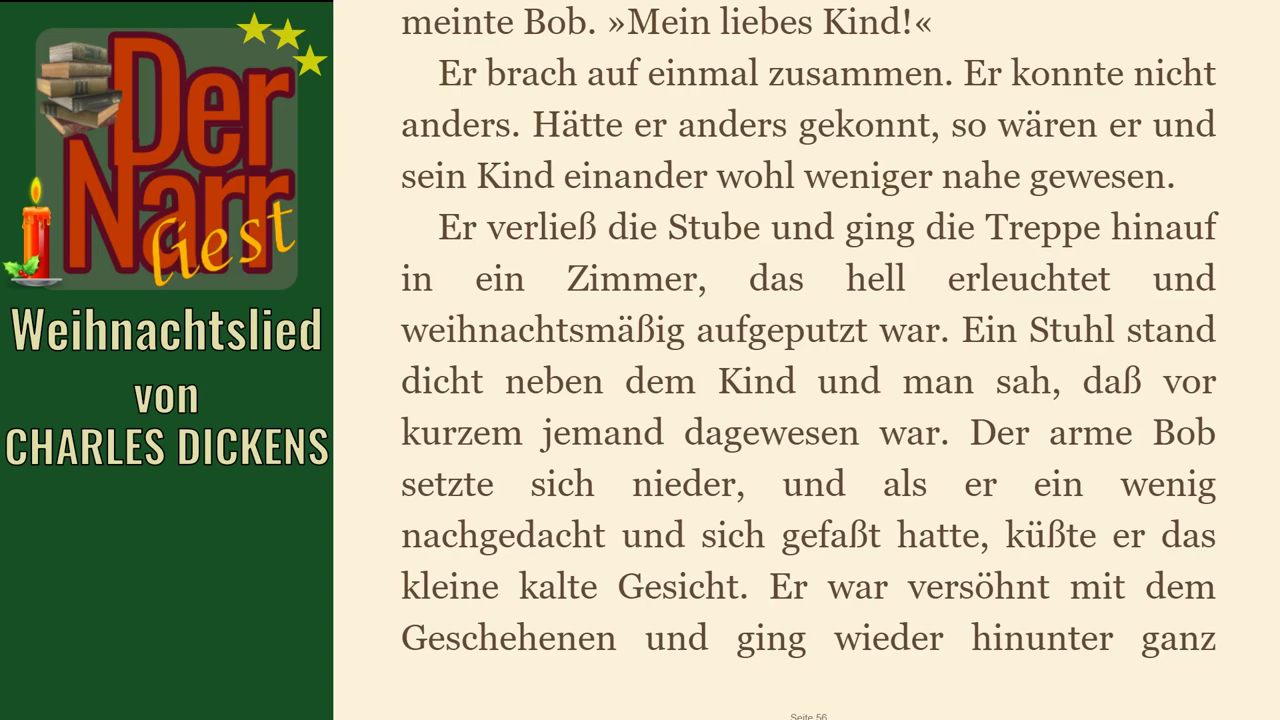 Der
Narr
liest
Weihnachtslied
von
CHARLES DICKENS
meinte Bob. »Mein liebes Kind!«
Er brach auf einmal zusammen. Er konnte nicht
anders. Hätte er anders gekonnt, so wären er und
sein Kind einander wohl weniger nahe gewesen.
Er verließ die Stube und ging die Treppe hinauf
in ein Zimmer, das hell erleuchtet und
weihnachtsmäßig aufgeputzt war. Ein Stuhl stand
dicht neben dem Kind und man sah, daß vor
kurzem jemand dagewesen war. Der arme Bob
setzte sich nieder, und als er ein wenig
nachgedacht und sich gefaßt hatte, küßte er das
kleine kalte Gesicht. Er war versöhnt mit dem
Geschehenen und ging wieder hinunter ganz
Seite 56